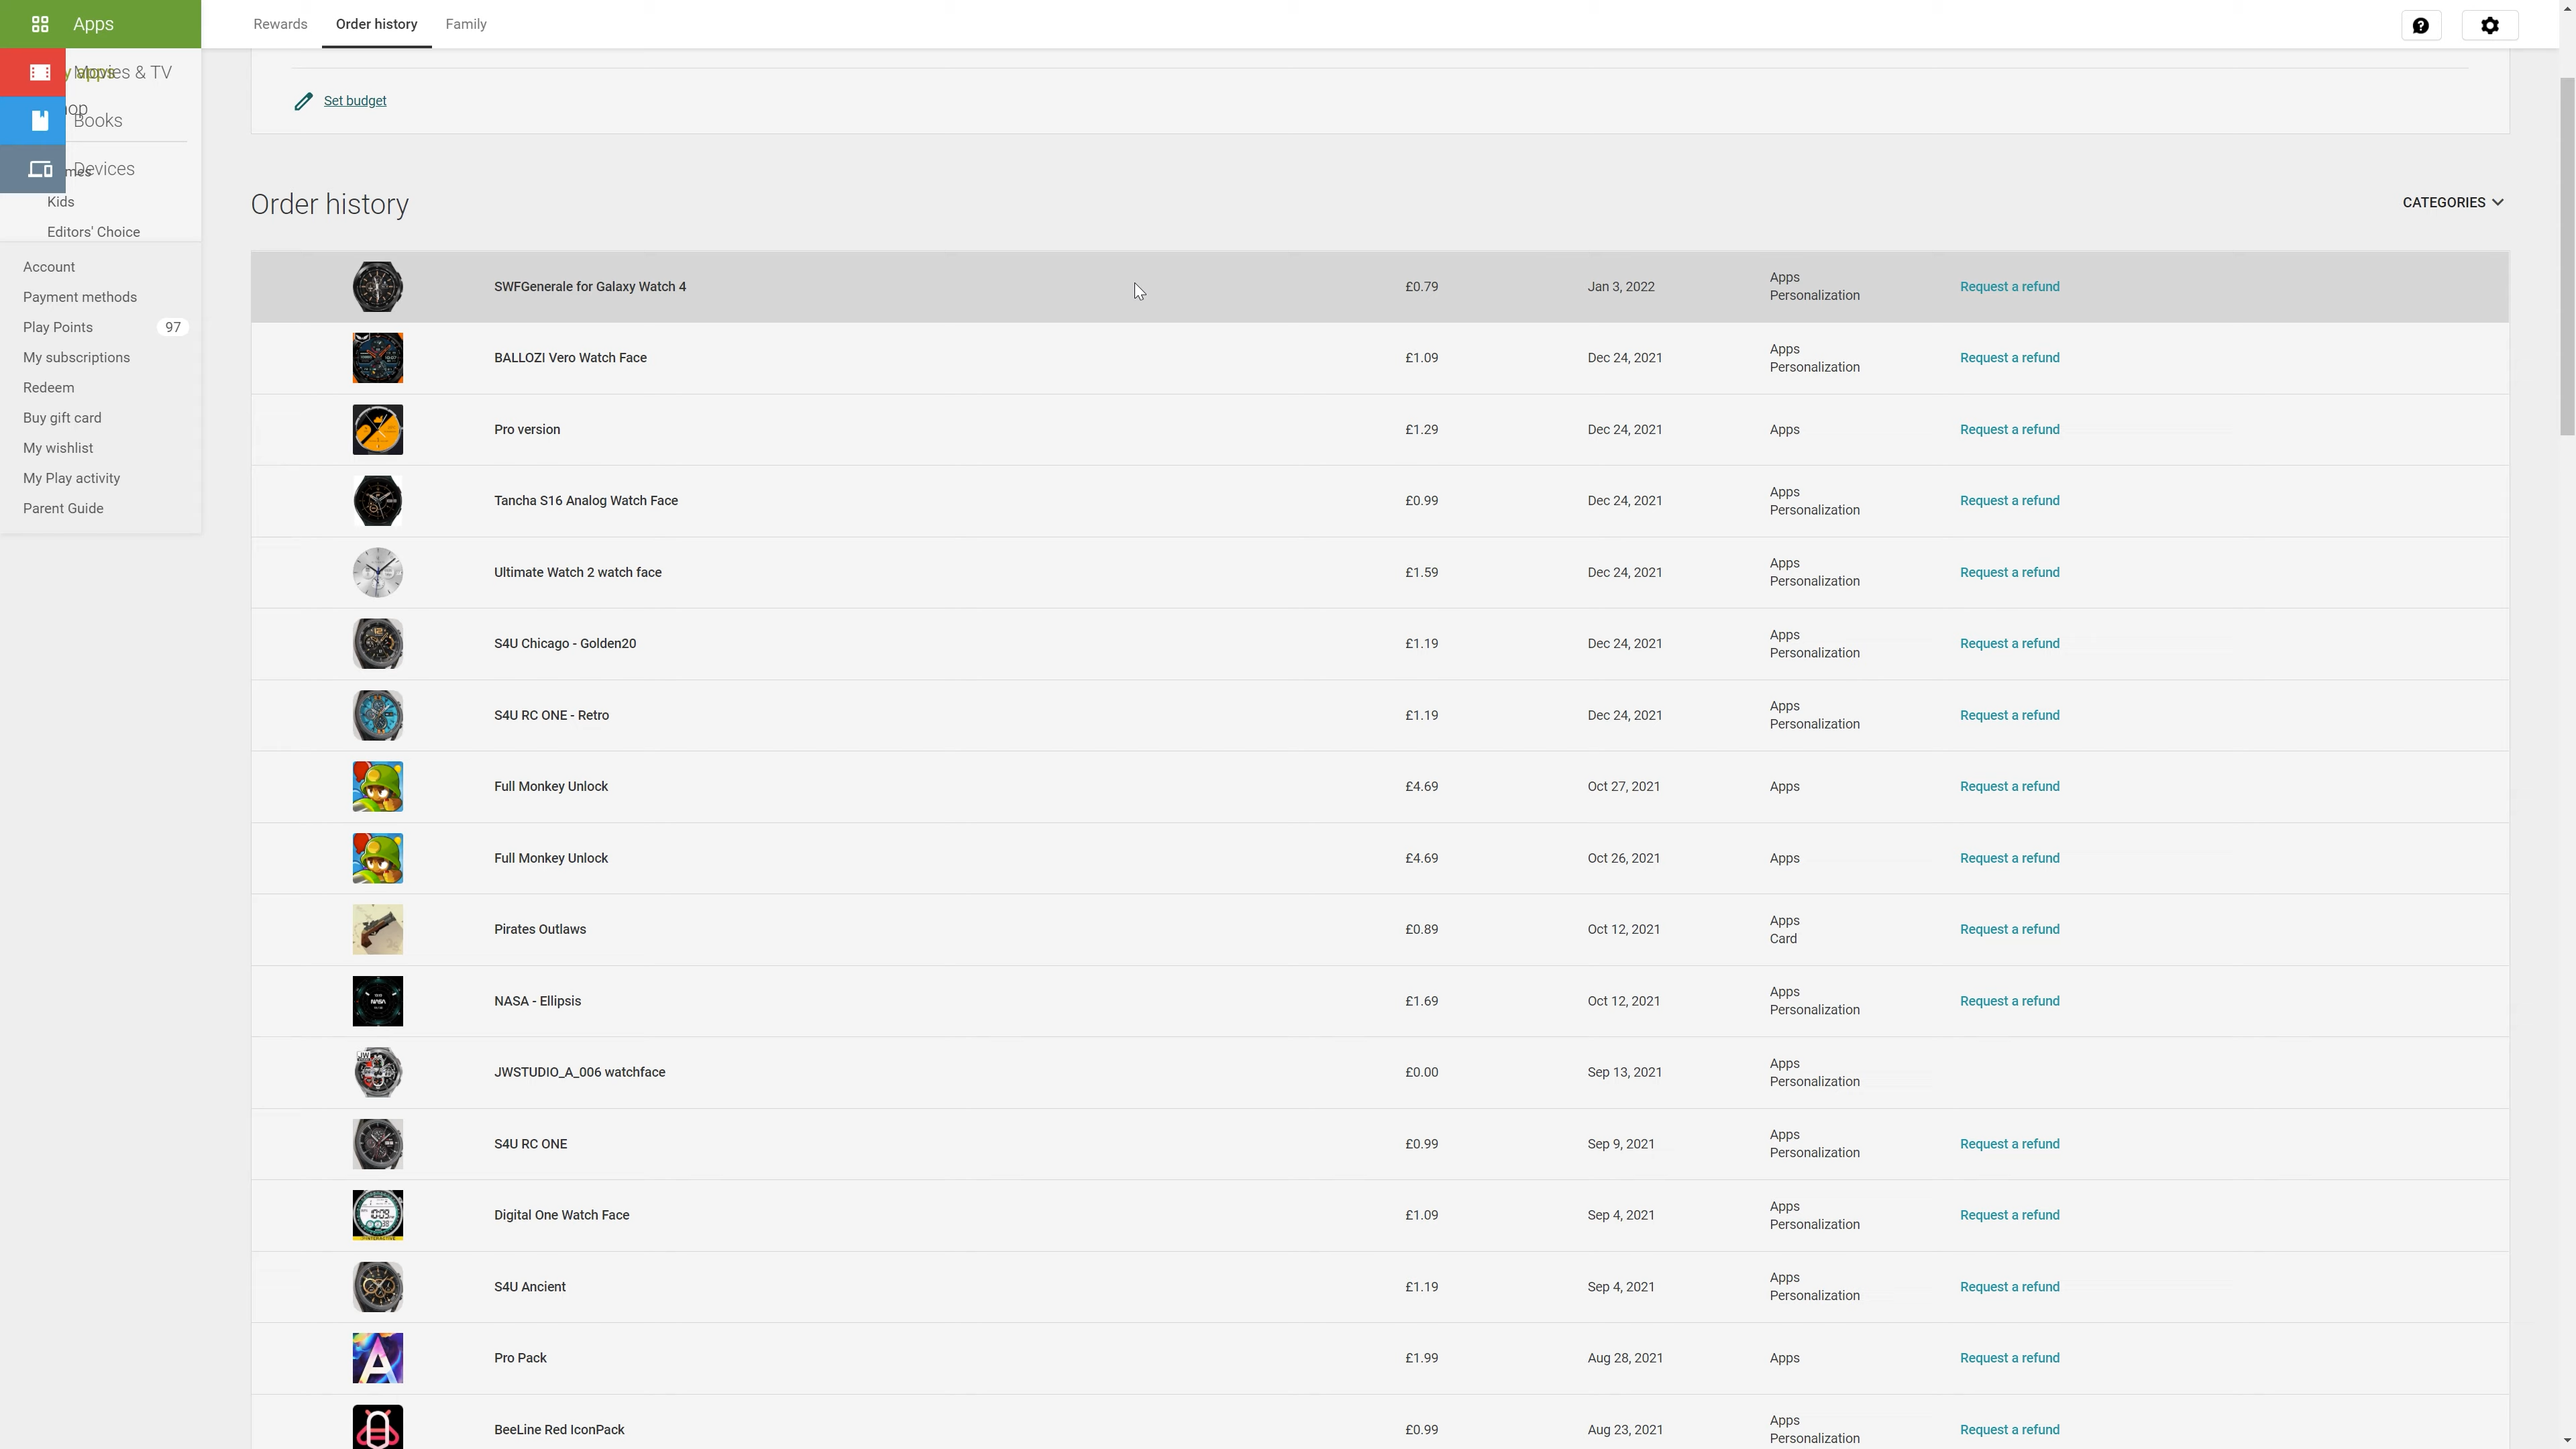 Apps
Rewards
Order history
Family
Movies & TV
Books
Devices
Kids
Editors' Choice
Account
Payment methods
Play Points 97
My subscriptions
Redeem
Buy gift card
My wishlist
My Play activity
Parent Guide
Set budget
Order history
CATEGORIES
SWFGenerale for Galaxy Watch 4 £0.79 Jan 3, 2022 Apps Request a refund
Personalization
BALLOZI Vero Watch Face £1.09 Dec 24, 2021 Apps Request a refund
Personalization
Pro version £1.29 Dec 24, 2021 Apps Request a refund
Tancha S16 Analog Watch Face £0.99 Dec 24, 2021 Apps Request a refund
Personalization
Ultimate Watch 2 watch face £1.59 Dec 24, 2021 Apps Request a refund
Personalization
S4U Chicago - Golden20 £1.19 Dec 24, 2021 Apps Request a refund
Personalization
S4U RC ONE - Retro £1.19 Dec 24, 2021 Apps Request a refund
Personalization
Full Monkey Unlock £4.69 Oct 27, 2021 Apps Request a refund
Full Monkey Unlock £4.69 Oct 26, 2021 Apps Request a refund
Pirates Outlaws £0.89 Oct 12, 2021 Apps Request a refund
Card
NASA - Ellipsis £1.69 Oct 12, 2021 Apps Request a refund
Personalization
JWSTUDIO_A_006 watchface £0.00 Sep 13, 2021 Apps
Personalization
S4U RC ONE £0.99 Sep 9, 2021 Apps Request a refund
Personalization
Digital One Watch Face £1.09 Sep 4, 2021 Apps Request a refund
Personalization
S4U Ancient £1.19 Sep 4, 2021 Apps Request a refund
Personalization
Pro Pack £1.99 Aug 28, 2021 Apps Request a refund
BeeLine Red IconPack £0.99 Aug 23, 2021 Apps Request a refund
Personalization